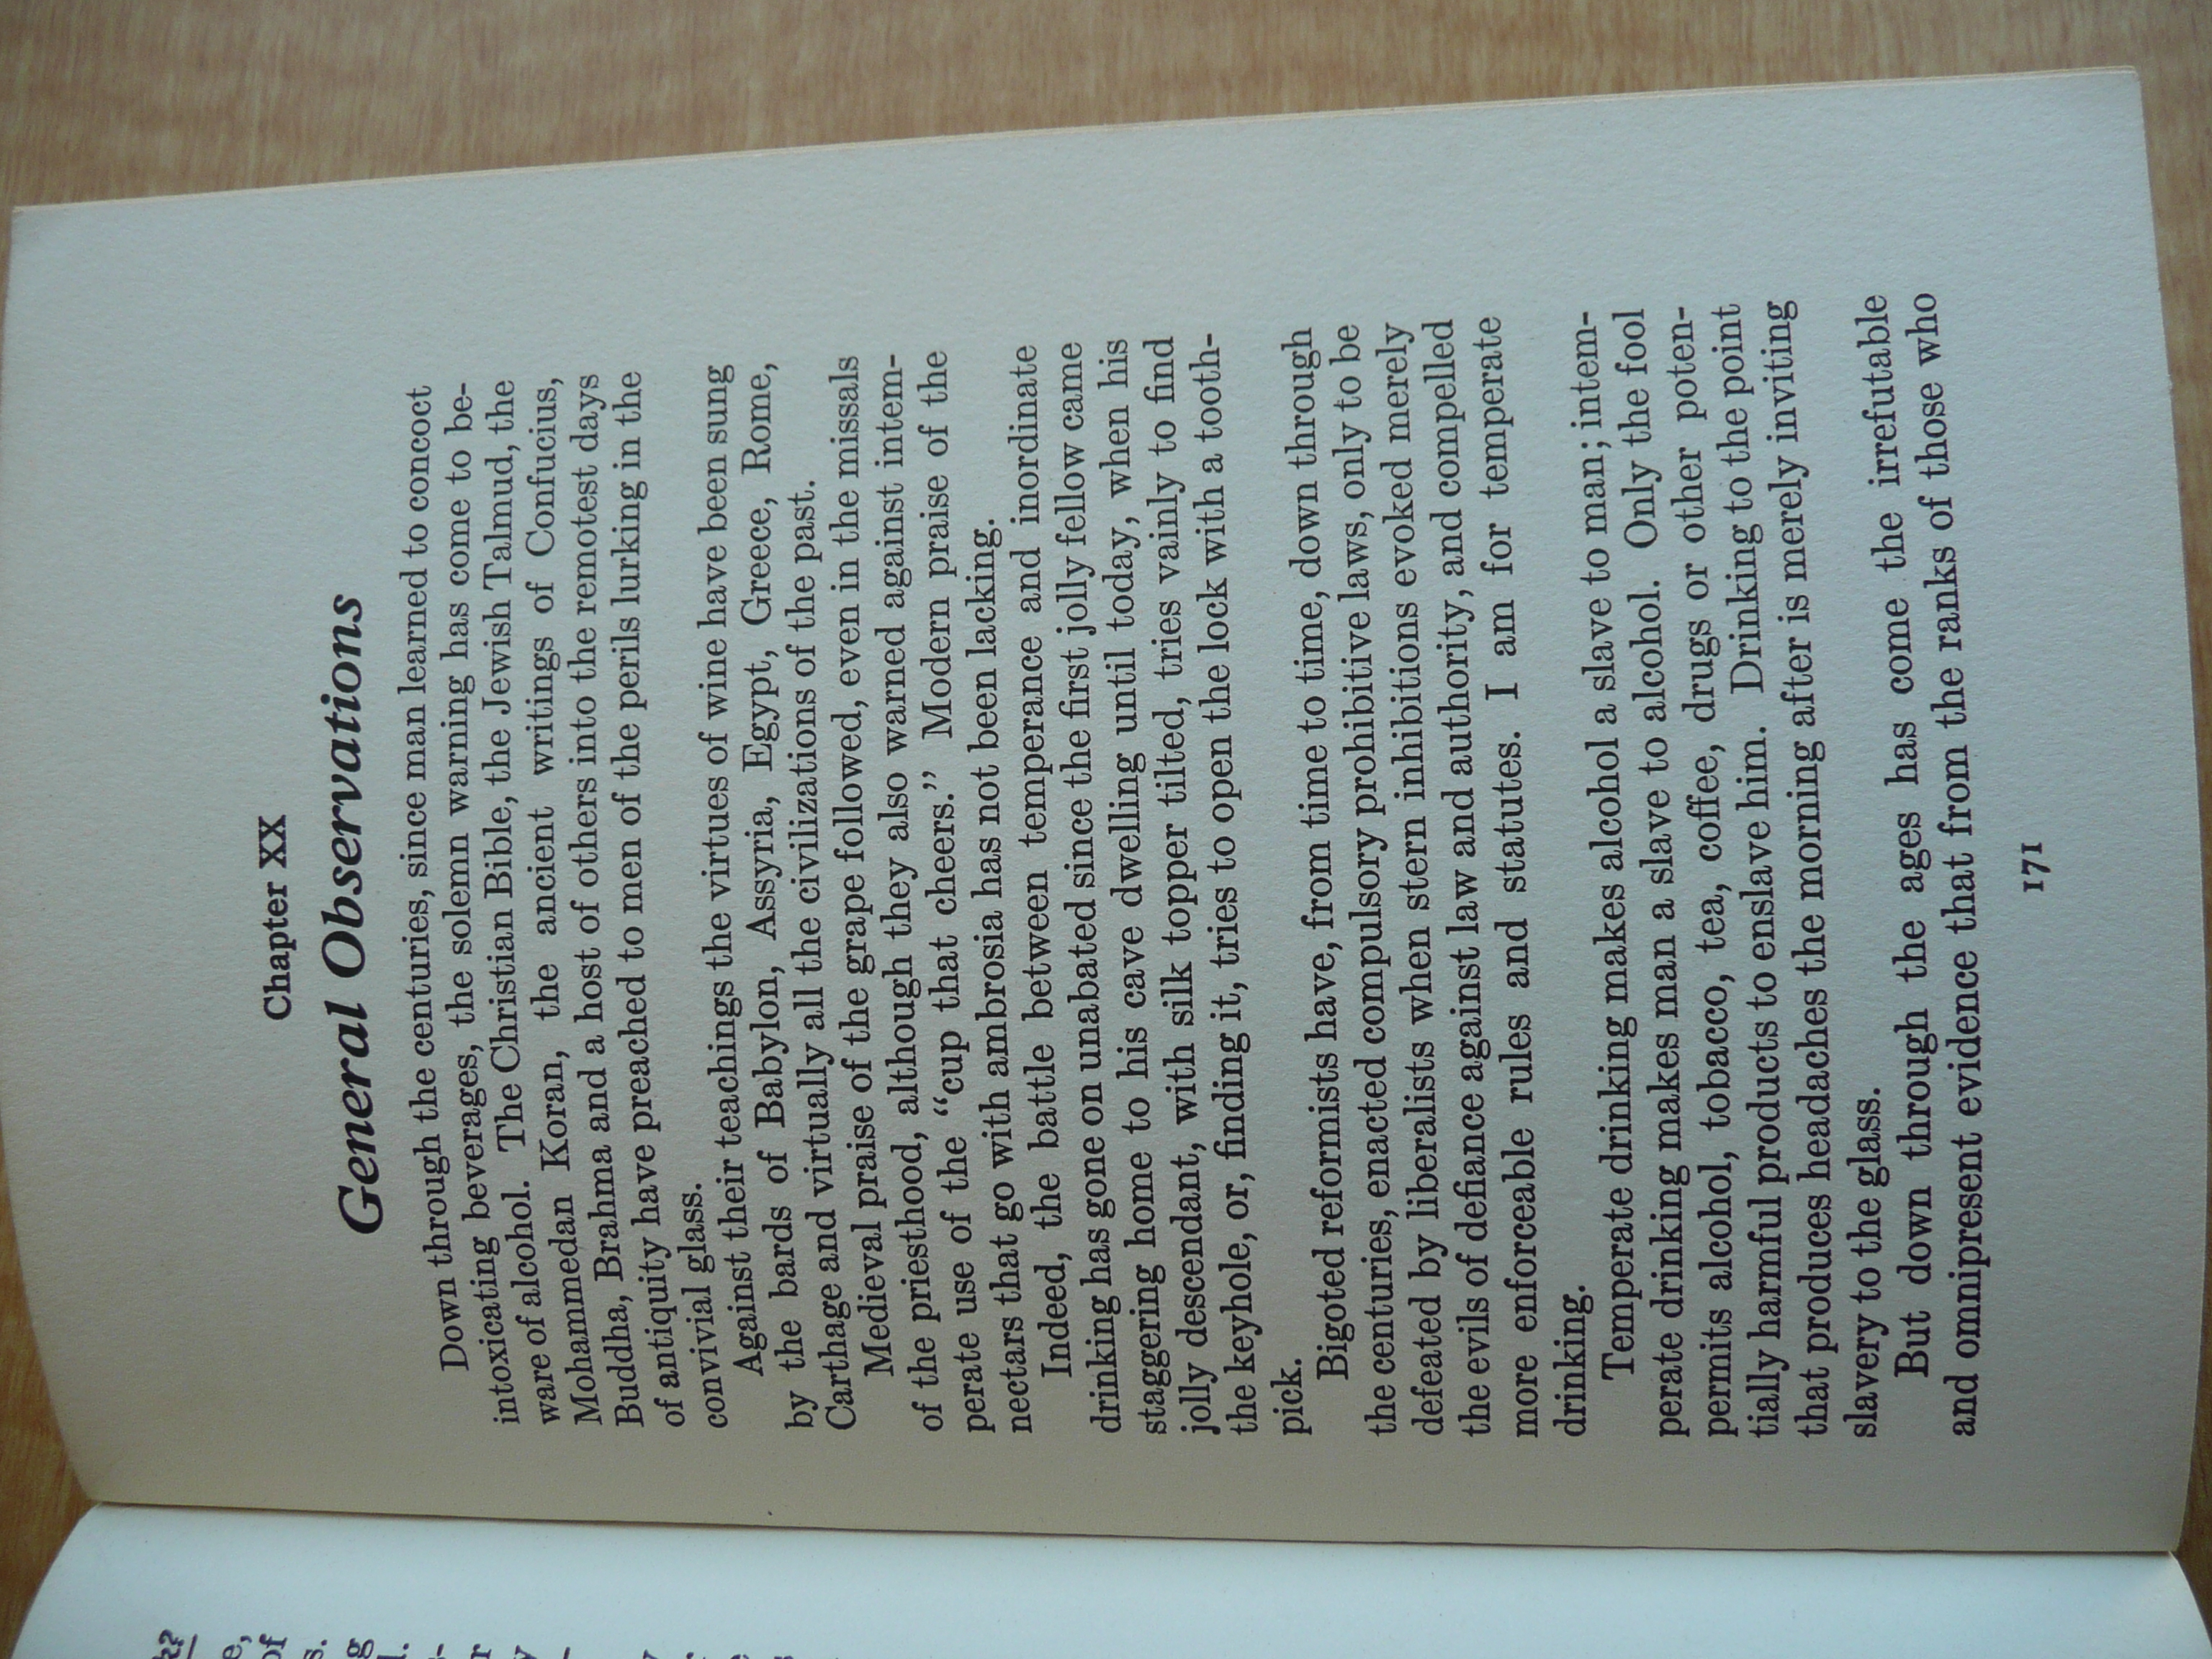 Chapter XX
General Observations
Down through the centuries, since man learned to concoct
intoxicating beverages, the solemn warning has come to be-
ware of alcohol. The Christian Bible, the Jewish Talmud, the
Mohammedan Koran, the ancient writings of Confucius,
Buddha, Brahma and a host of others into the remotest days
of antiquity have preached to men of the perils lurking in the
convivial glass.
Against their teachings the virtues of wine have been sung
by the bards of Babylon, Assyria, Egypt, Greece, Rome,
Carthage and virtually all the civilizations of the past.
Medieval praise of the grape followed, even in the missals
of the priesthood, although they also warned against intem-
perate use of the “cup that cheers.” Modern praise of the
nectars that go with ambrosia has not been lacking.
Indeed, the battle between temperance and inordinate
drinking has gone on unabated since the first jolly fellow came
staggering home to his cave dwelling until today, when his
jolly descendant, with silk topper tilted, tries vainly to find
the keyhole, or, finding it, tries to open the lock with a tooth-
pick.
Bigoted reformists have, from time to time, down through
the centuries, enacted compulsory prohibitive laws, only to be
defeated by liberalists when stern inhibitions evoked merely
the evils of defiance against law and authority, and compelled
more enforceable rules and statutes. I am for temperate
drinking.
Temperate drinking makes alcohol a slave to man; intem-
perate drinking makes man a slave to alcohol. Only the fool
permits alcohol, tobacco, tea, coffee, drugs or other poten-
tially harmful products to enslave him. Drinking to the point
that produces headaches the morning after is merely inviting
slavery to the glass.
But down through the ages has come the irrefutable
and omnipresent evidence that from the ranks of those who
171